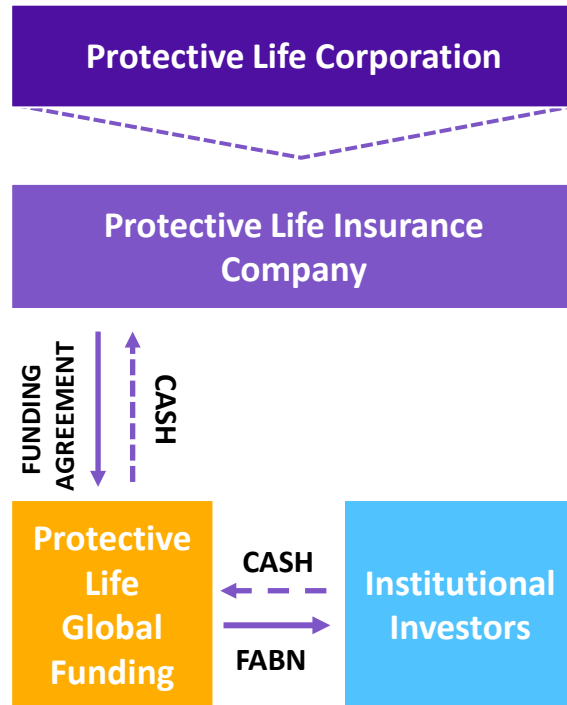 Protective Life Corporation
Protective Life Insurance
Company
FUNDING
AGREEMENT
CASH
Protective
Life
Global
Funding
CASH
FABN
Institutional
Investors